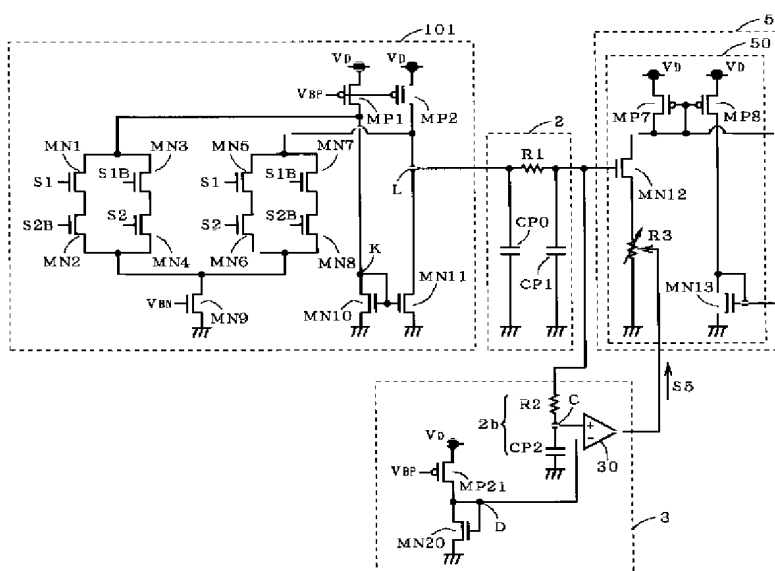 5
101
50
VD
VD
VD
VD
VBP
MP1
MP2
MP7
MP8
MN1
MN3
MN5
MN7
2
S1
S1B
S1
S1B
R1
L
MN12
S2B
S2
S2
S2B
CP0
R3
K
MN11
CP1
MN2
MN4
MN6
MN8
MN13
VBN
MN9
MN10
S5
R2
C
2b
VD
CP2
+
−
30
VBP
MP21
D
3
MN20